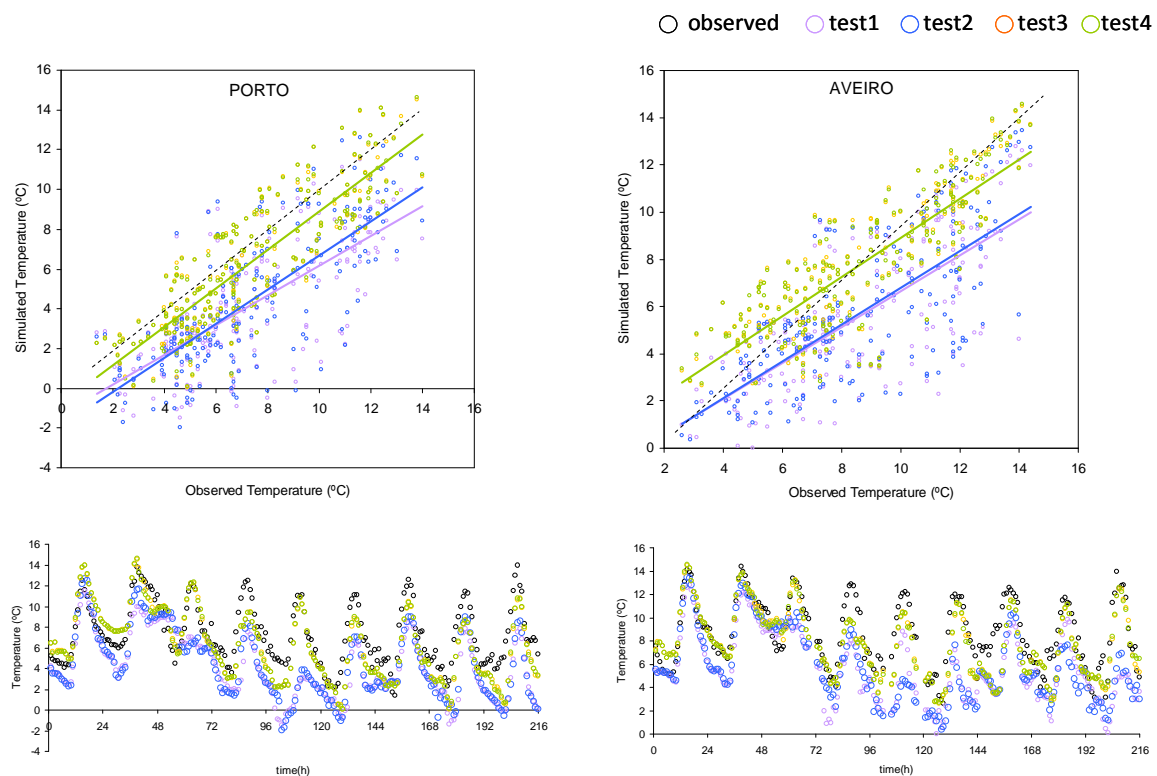 observed test1 test2 test3 test4
PORTO
16
14
12
10
8
6
4
2
0
-2
-4
0 2 4 6 8 10 12 14 16
Simulated Temperature (ºC)
Observed Temperature (ºC)
AVEIRO
16
14
12
10
8
6
4
2
0
2 4 6 8 10 12 14 16
Simulated Temperature (ºC)
Observed Temperature (ºC)
16
14
12
10
8
6
4
2
0
-2
-4
0 24 48 72 96 120 144 168 192 216
Temperature (ºC)
time(h)
16
14
12
10
8
6
4
2
0
0 24 48 72 96 120 144 168 192 216
Temperature (ºC)
time(h)